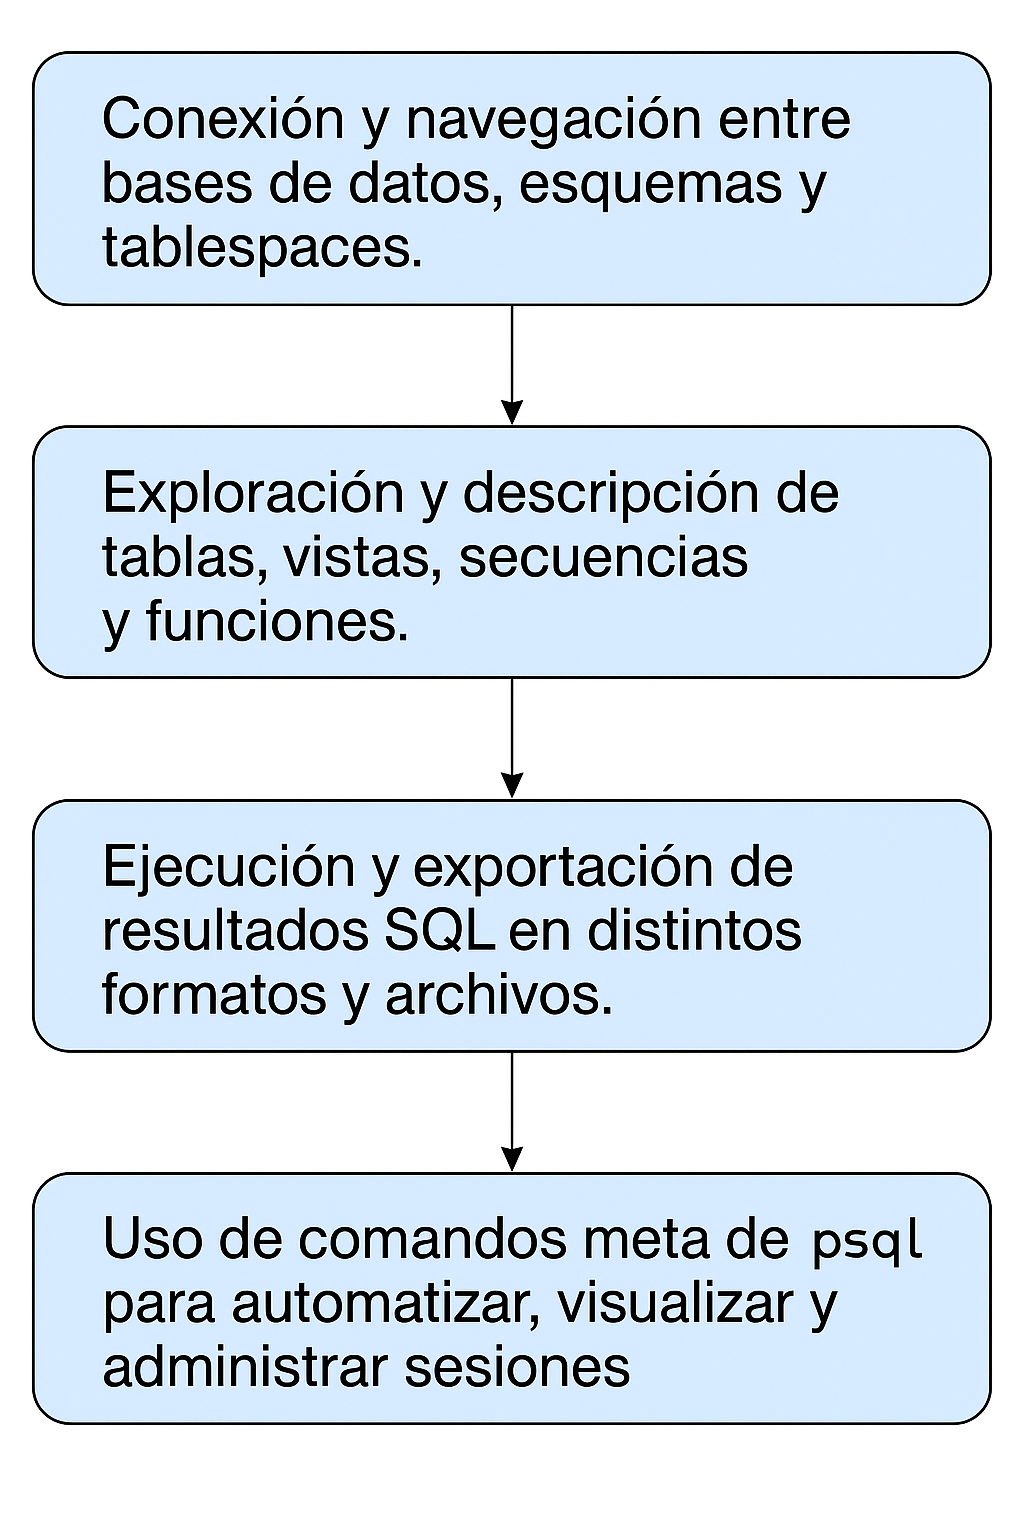 Conexión y navegación entre
bases de datos, esquemas y
tablespaces.
Exploración y descripción de
tablas, vistas, secuencias
y funciones.
Ejecución y exportación de
resultados SQL en distintos
formatos y archivos.
Uso de comandos meta de psql
para automatizar, visualizar y
administrar sesiones